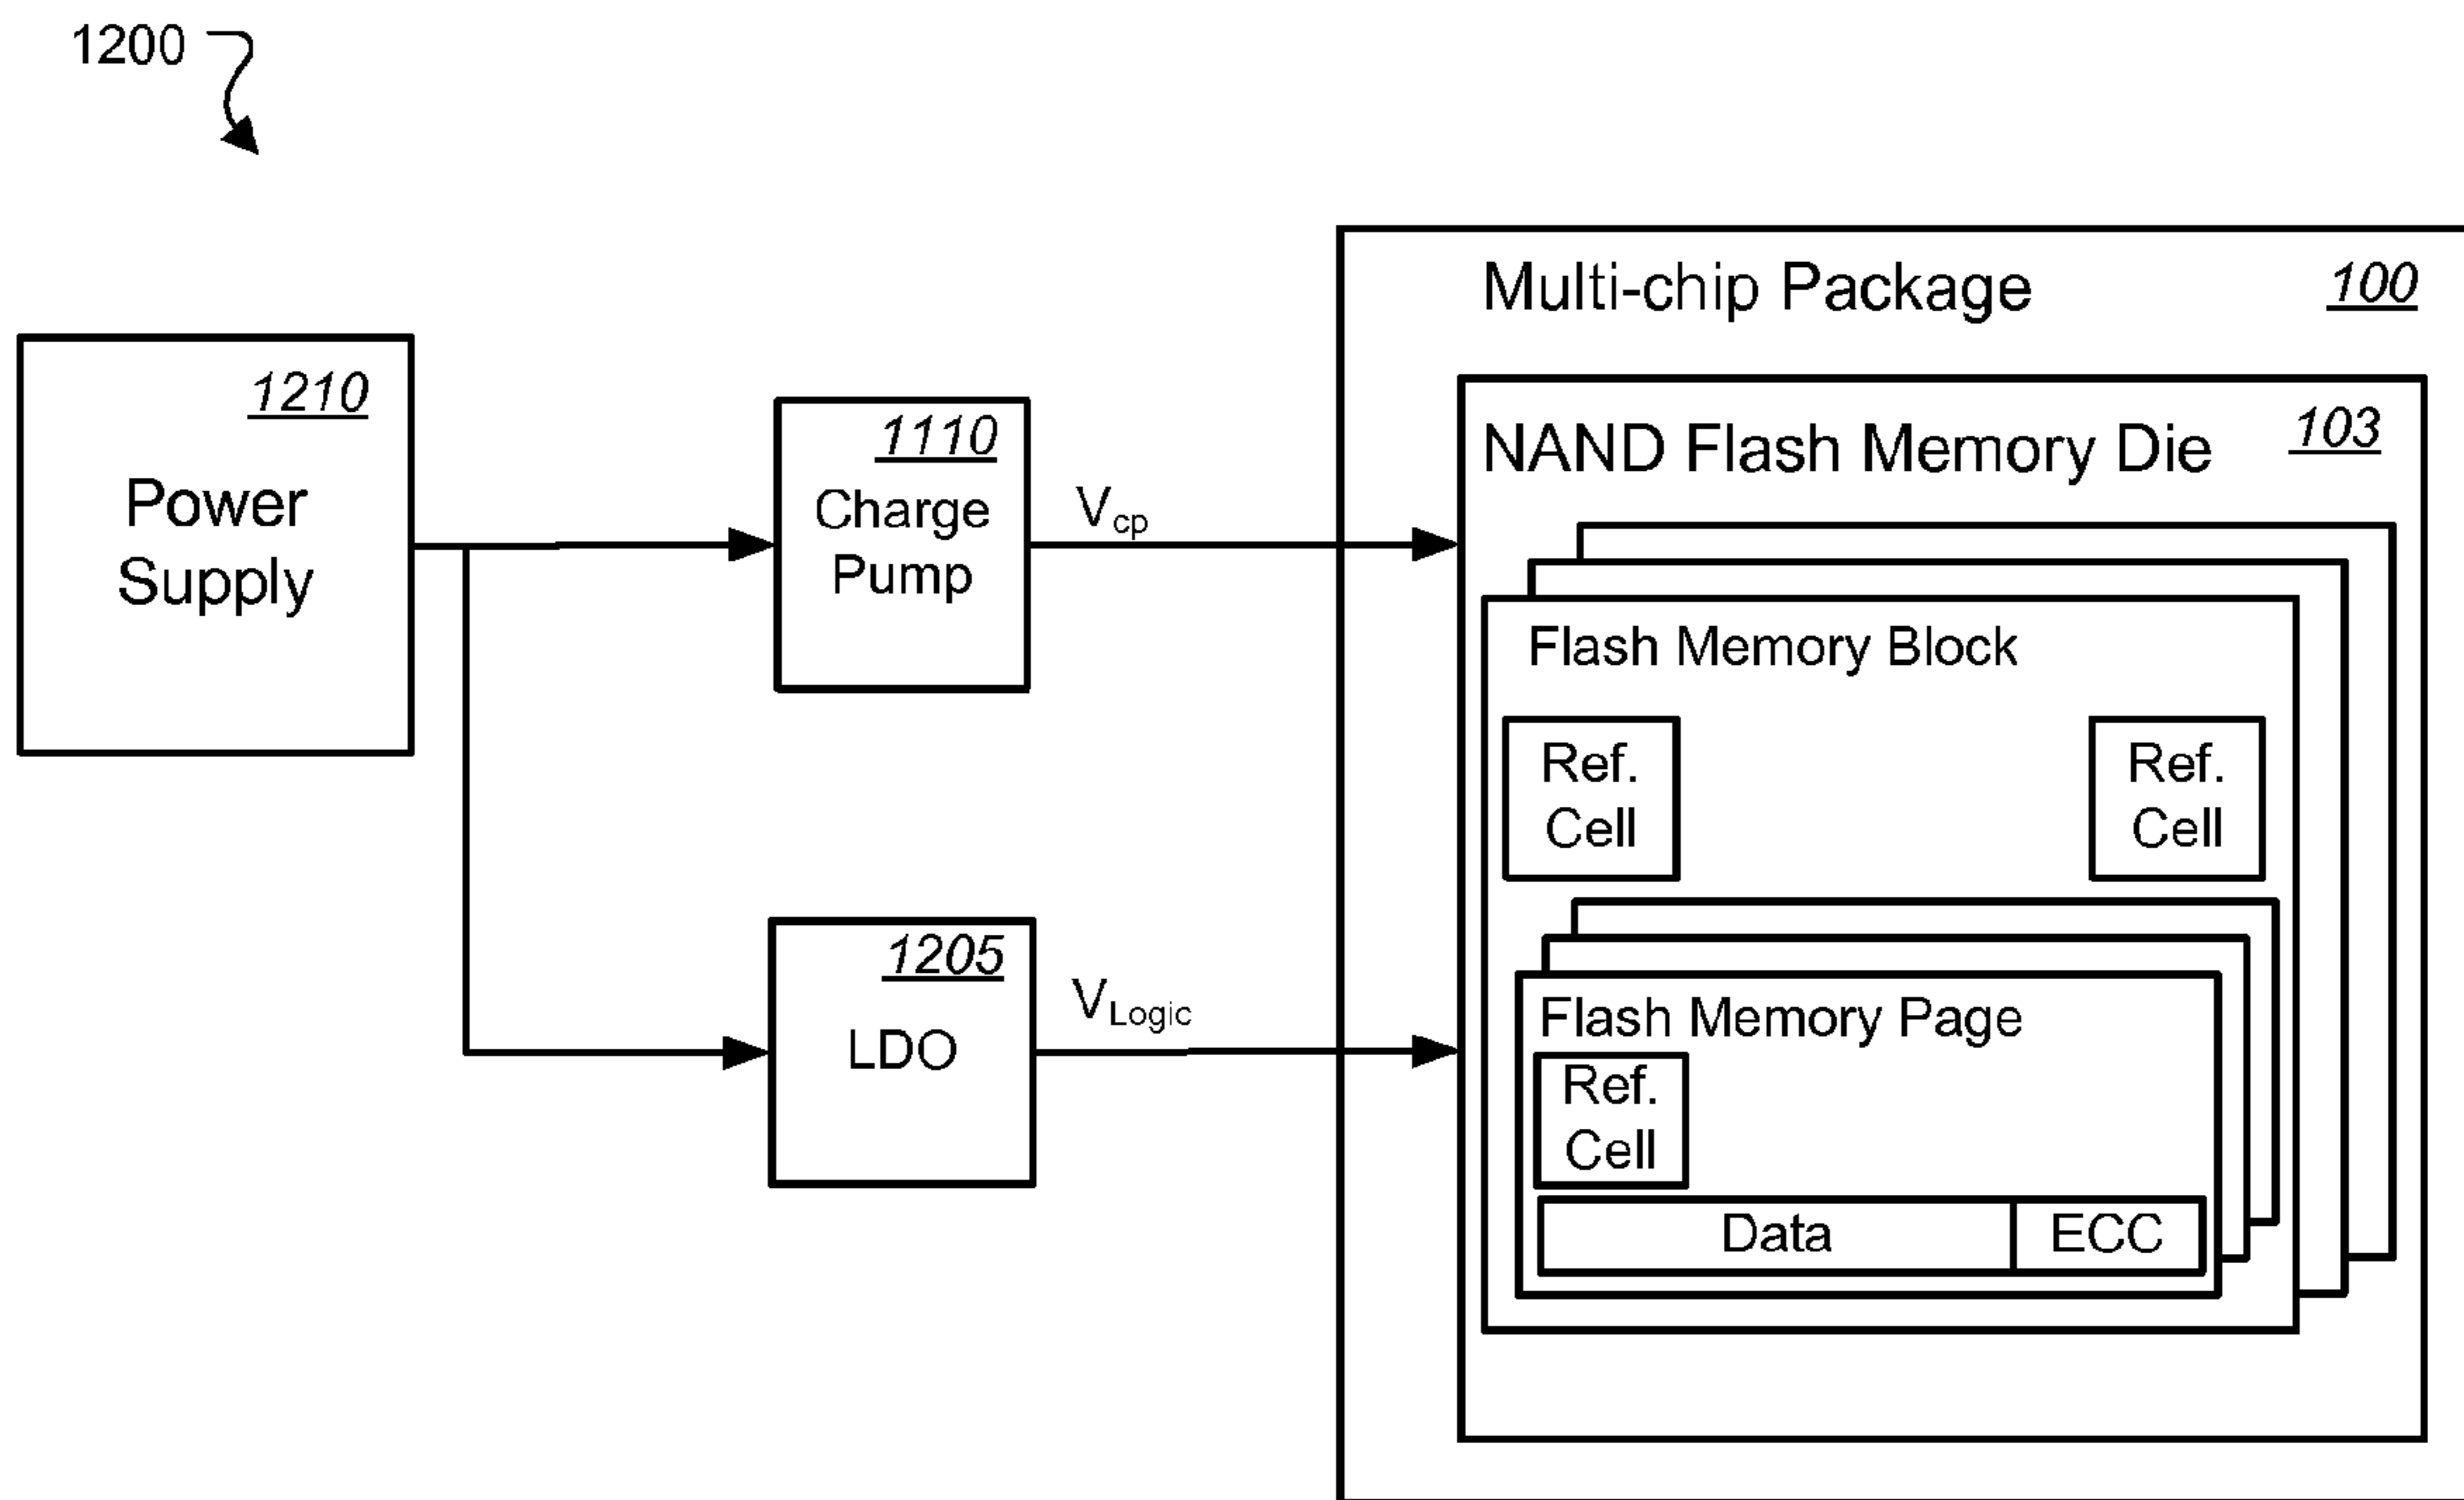 1200
Multi-chip Package 100
1210
Power
Supply
1110
Charge
Pump
Vcp
NAND Flash Memory Die 103
Flash Memory Block
Ref.
Cell
Ref.
Cell
1205
LDO
VLogic
Flash Memory Page
Ref.
Cell
Data
ECC